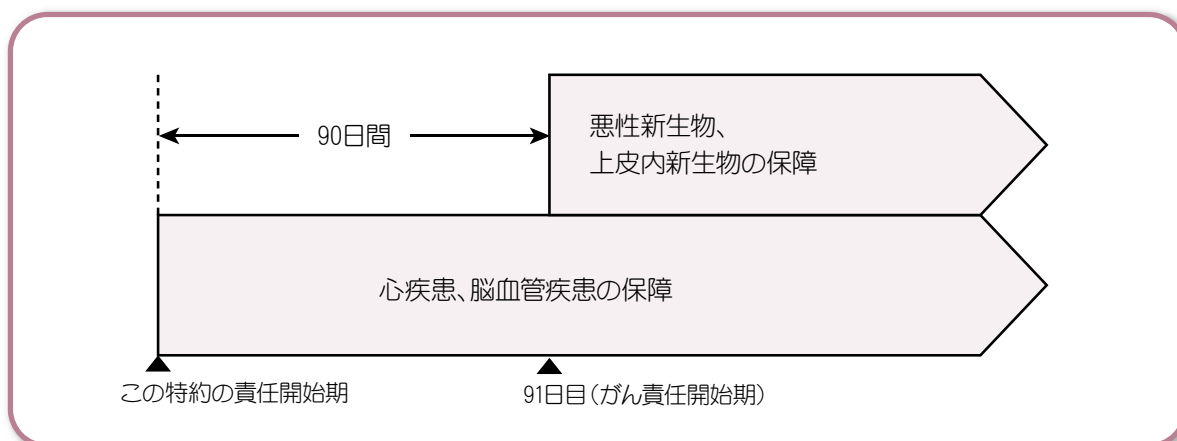 90日間
悪性新生物、
上皮内新生物の保障
心疾患、脳血管疾患の保障
この特約の責任開始期
91日目（がん責任開始期）